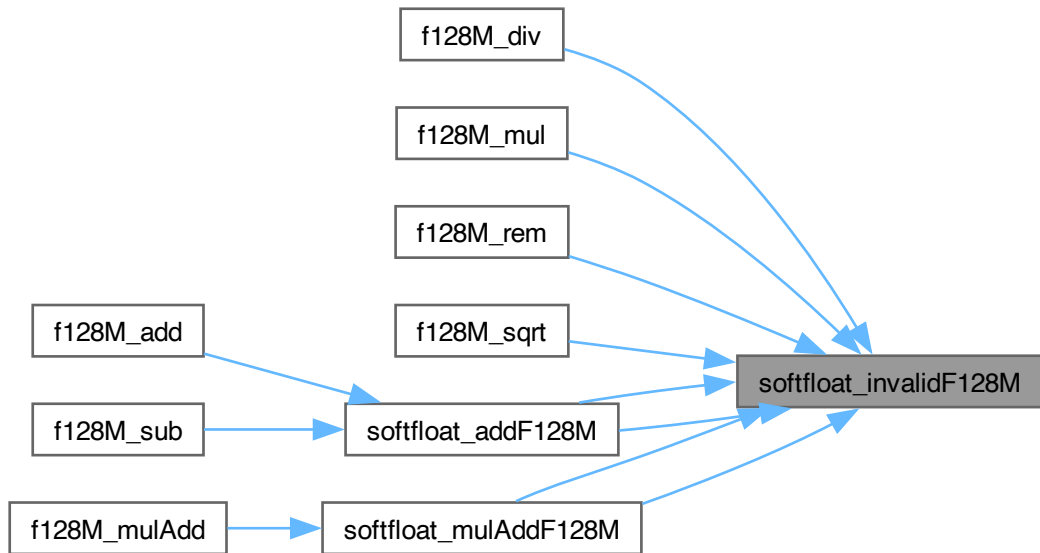 f128M_div
f128M_mul
f128M_rem
f128M_add
f128M_sqrt
softfloat_invalidF128M
f128M_sub
softfloat_addF128M
f128M_mulAdd
softfloat_mulAddF128M